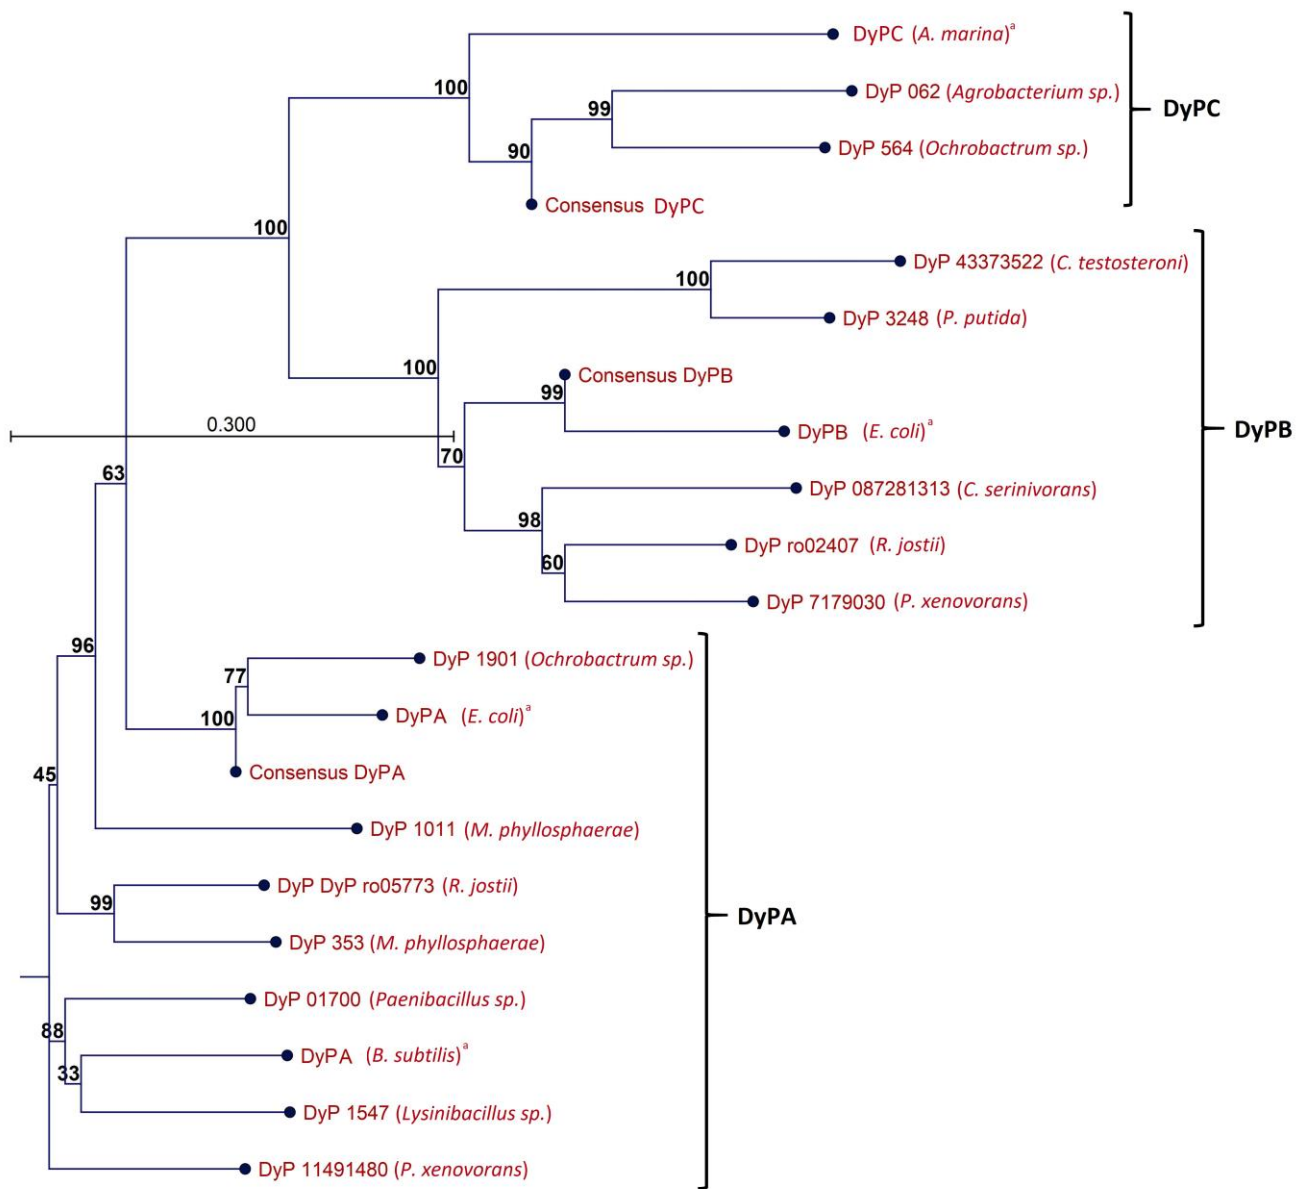 DyPC (A. marina)ª
100
DyP 062 (Agrobacterium sp.)
99
DyPC
DyP 564 (Ochrobactrum sp.)
90
Consensus DyPC
100
DyP 43373522 (C. testosteroni)
100
DyP 3248 (P. putida)
100
Consensus DyPB
99
0.300
DyPB (E. coli)ª
DyPB
70
63
DyP 087281313 (C. serinivorans)
98
DyP ro02407 (R. jostii)
60
DyP 7179030 (P. xenovorans)
96
DyP 1901 (Ochrobactrum sp.)
77
DyPA (E. coli)ª
100
Consensus DyPA
45
DyP 1011 (M. phyllosphaerae)
DyP DyP ro05773 (R. jostii)
99
DyPA
DyP 353 (M. phyllosphaerae)
DyP 01700 (Paenibacillus sp.)
88
DyPA (B. subtilis)ª
33
DyP 1547 (Lysinibacillus sp.)
DyP 11491480 (P. xenovorans)